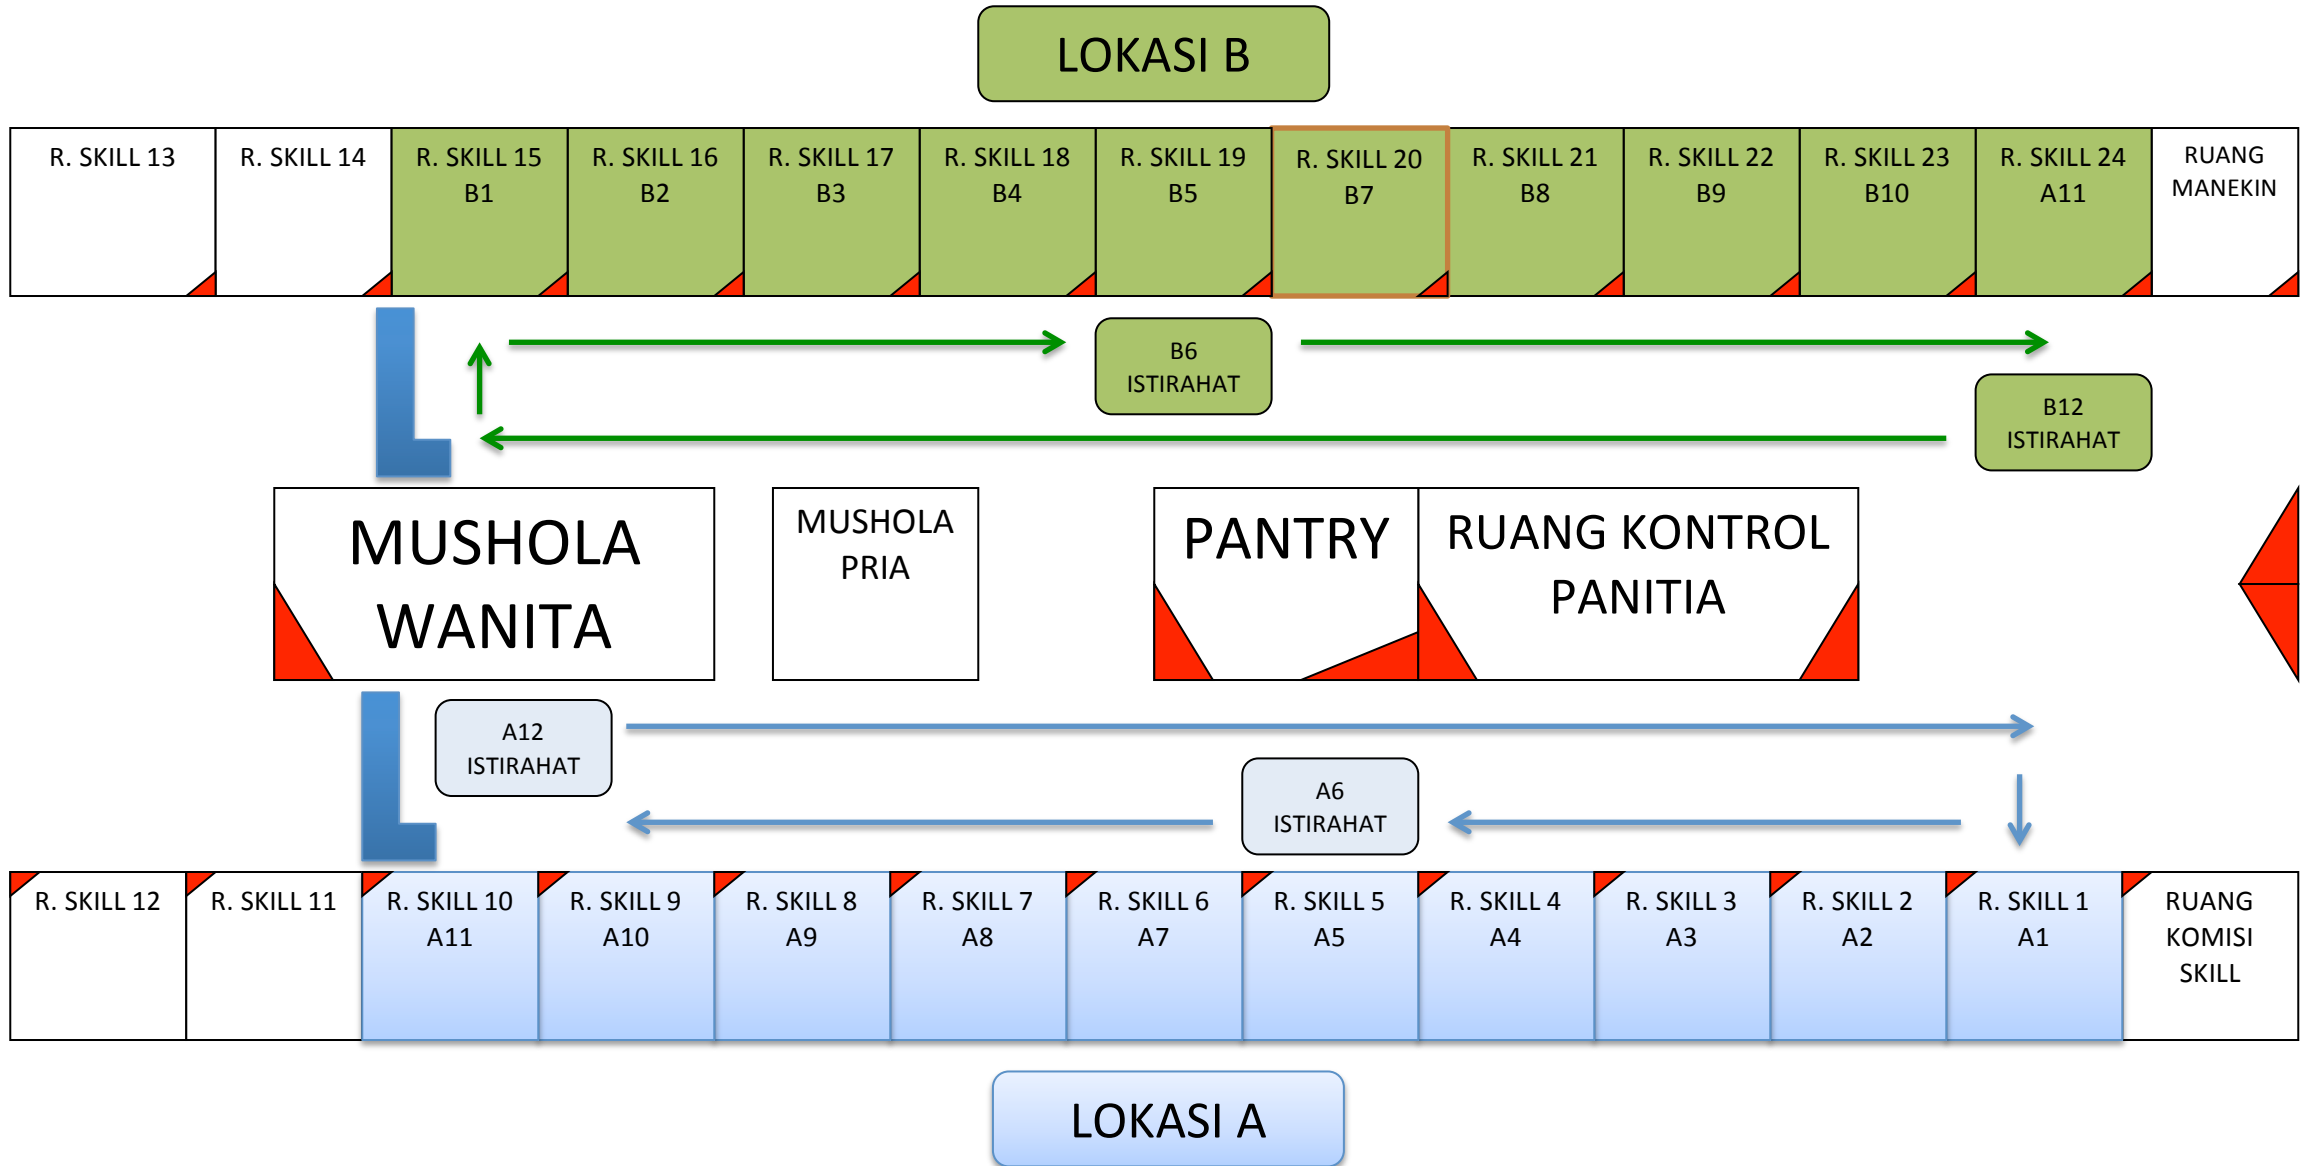 LOKASI B
R. SKILL 13
R. SKILL 14
R. SKILL 15
B1
R. SKILL 16
B2
R. SKILL 17
B3
R. SKILL 18
B4
R. SKILL 19
B5
R. SKILL 20
B7
R. SKILL 21
B8
R. SKILL 22
B9
R. SKILL 23
B10
R. SKILL 24
A11
RUANG
MANEKIN
B6
ISTIRAHAT
B12
ISTIRAHAT
MUSHOLA
WANITA
MUSHOLA
PRIA
PANTRY
RUANG KONTROL
PANITIA
A12
ISTIRAHAT
A6
ISTIRAHAT
R. SKILL 12
R. SKILL 11
R. SKILL 10
A11
R. SKILL 9
A10
R. SKILL 8
A9
R. SKILL 7
A8
R. SKILL 6
A7
R. SKILL 5
A5
R. SKILL 4
A4
R. SKILL 3
A3
R. SKILL 2
A2
R. SKILL 1
A1
RUANG
KOMISI
SKILL
LOKASI A